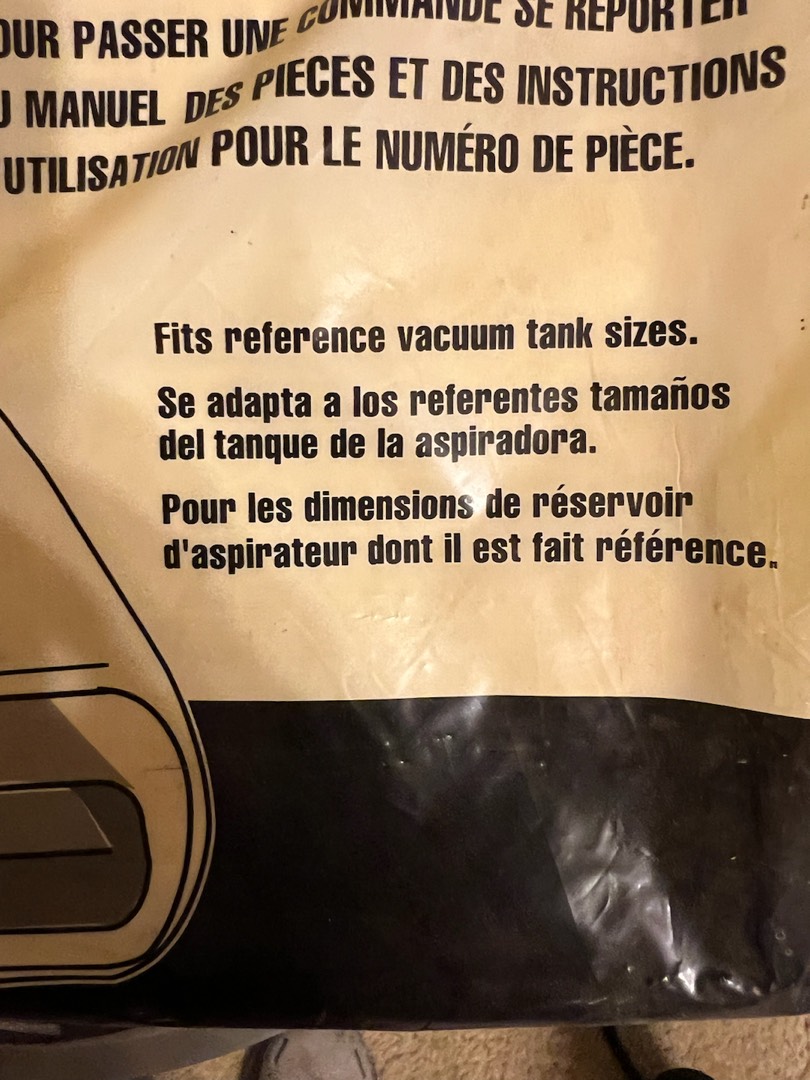 POUR PASSER UNE COMMANDE SE REPORTER
MANUEL DES PIECES ET DES INSTRUCTIONS
UTILISATION POUR LE NUMÉRO DE PIÈCE.
Fits reference vacuum tank sizes.
Se adapta a los referentes tamaños
del tanque de la aspiradora.
Pour les dimensions de réservoir
d'aspirateur dont il est fait référence.